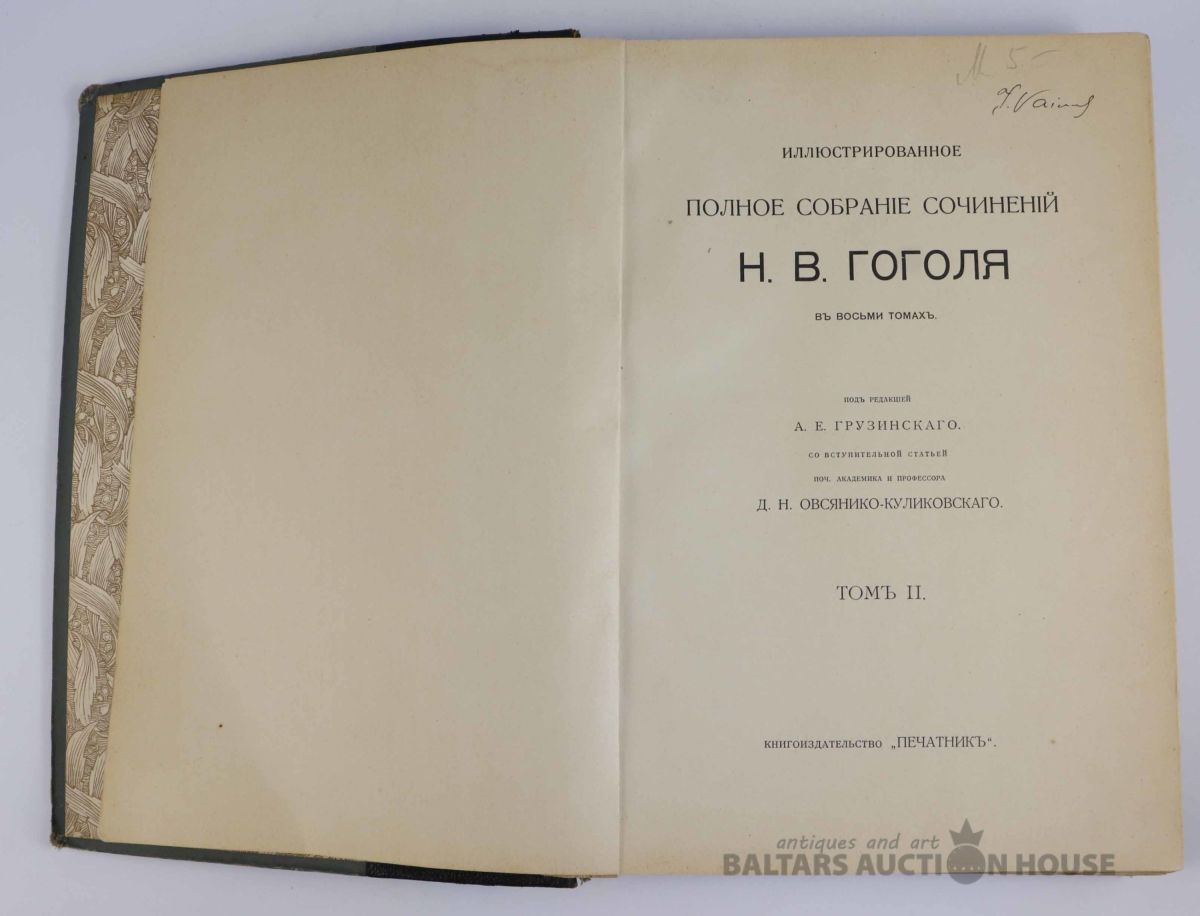 5-
ИЛЛЮСТРИРОВАННОЕ
ПОЛНОЕ СОБРАНІЕ СОЧИНЕНІЙ
Н. В. ГОГОЛЯ
ВЪ ВОСЬМИ ТОМАХЪ.
ПОДЪ РЕДАКЦІЕЙ
А. Е. ГРУЗИНСКАГО.
СО ВСТУПИТЕЛЬНОЙ СТАТЬЕЙ
ПОЧ. АКАДЕМИКА И ПРОФЕССОРА
Д. Н. ОВСЯНИКО-КУЛИКОВСКАГО.
ТОМЪ II.
КНИГОИЗДАТЕЛЬСТВО „ПЕЧАТНИКЪ“.
antiques and art
BALTARS AUCTION HOUSE